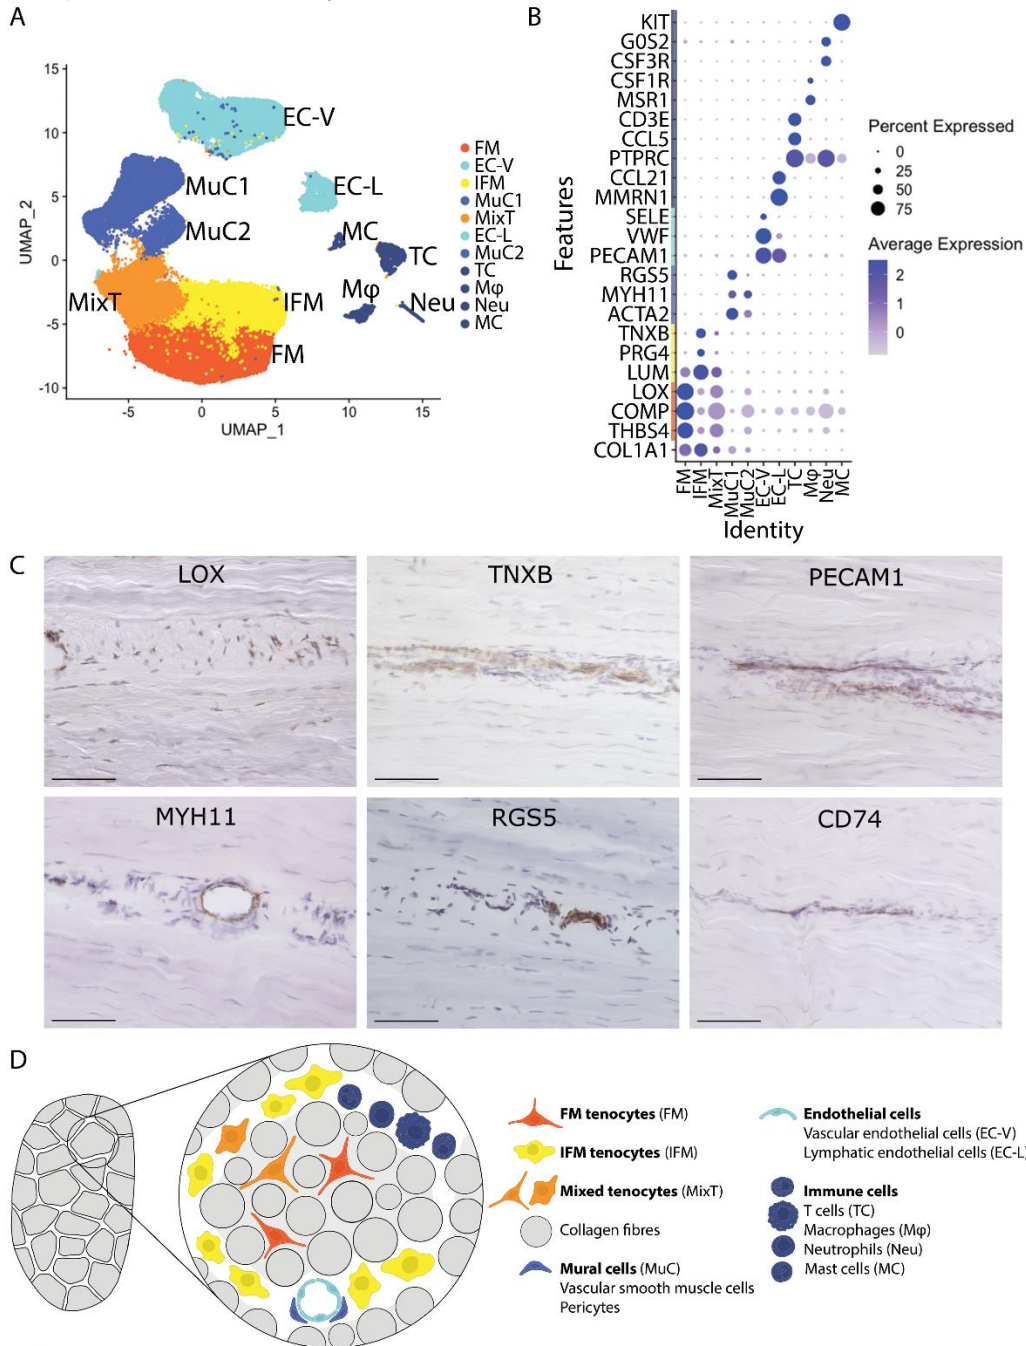 A
15
10
5
0
-5
-10
UMAP_2
-5
0
5
10
15
UMAP_1
EC-V
MuC1
EC-L
MuC2
MC
TC
MixT
IFM
Mφ
Neu
FM
FM
EC-V
IFM
MuC1
MixT
EC-L
MuC2
TC
Mφ
Neu
MC
B
Features
KIT
G0S2
CSF3R
CSF1R
MSR1
CD3E
CCL5
PTPRC
CCL21
MMRN1
SELE
VWF
PECAM1
RGS5
MYH11
ACTA2
TNXB
PRG4
LUM
LOX
COMP
THBS4
COL1A1
FM
IFM
MixT
MuC1
MuC2
EC-V
EC-L
TC
Mφ
Neu
MC
Identity
Percent Expressed
0
25
50
75
Average Expression
2
1
0
C
LOX
TNXB
PECAM1
MYH11
RGS5
CD74
D
FM tenocytes (FM)
IFM tenocytes (IFM)
Mixed tenocytes (MixT)
Collagen fibres
Mural cells (MuC)
Vascular smooth muscle cells
Pericytes
Endothelial cells
Vascular endothelial cells (EC-V)
Lymphatic endothelial cells (EC-L)
Immune cells
T cells (TC)
Macrophages (Mφ)
Neutrophils (Neu)
Mast cells (MC)